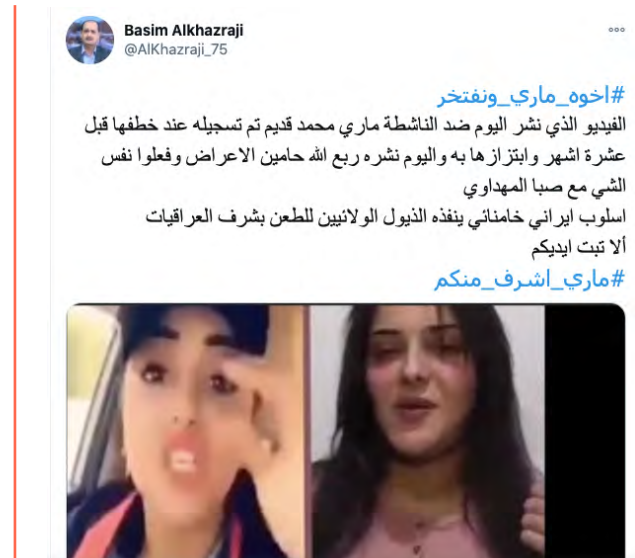 Basim Alkhazraji
@AlKhazraji_75
#اخوه_ماري_ونفتخر
الفيديو الذي نشر اليوم ضد الناشطة ماري محمد قديم تم تسجيله عند خطفها قبل
عشرة اشهر وابتزازها به واليوم نشره ربع الله حامين الاعراض وفعلوا نفس
الشي مع صبا المهداوي
اسلوب ايراني خامنائي ينفذه الذيول الولائيين للطعن بشرف العراقيات
ألا تبت ايديكم
#ماري_اشرف_منكم